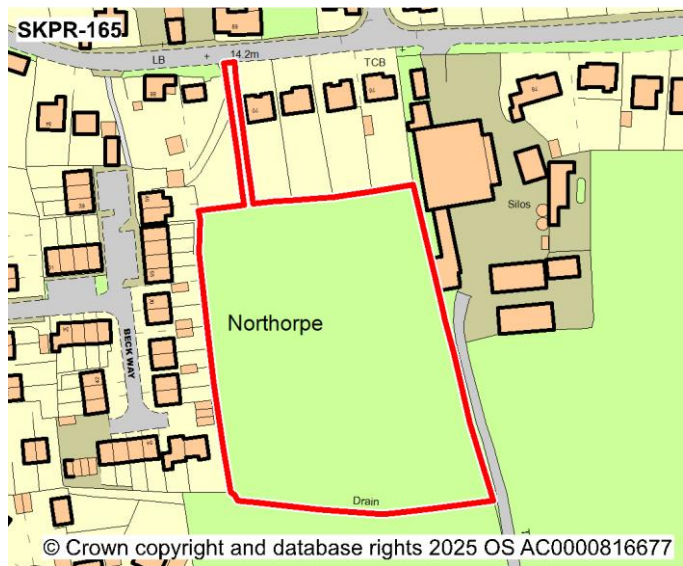 SKPR-165
LB
14.2m
TCB
Silos
Northorpe
BECK WAY
Drain
© Crown copyright and database rights 2025 OS AC0000816677